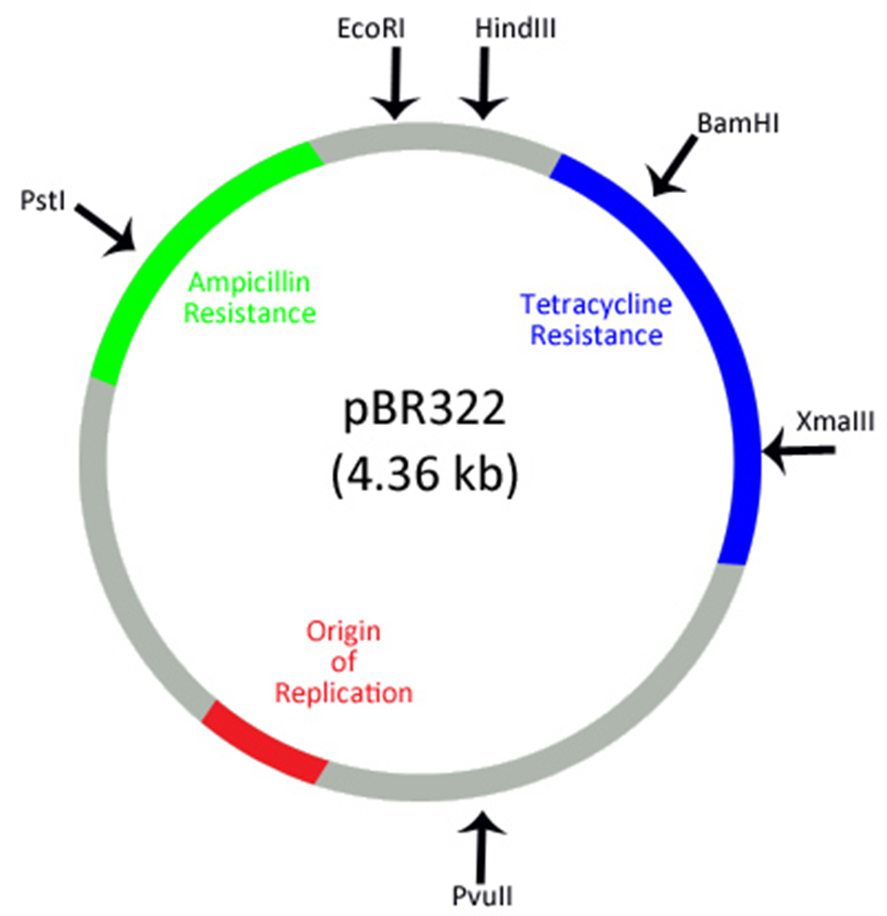 EcoRI
HindIII
BamHI
PstI
Ampicillin
Resistance
Tetracycline
Resistance
pBR322
(4.36 kb)
XmaIII
Origin
of
Replication
PvuII